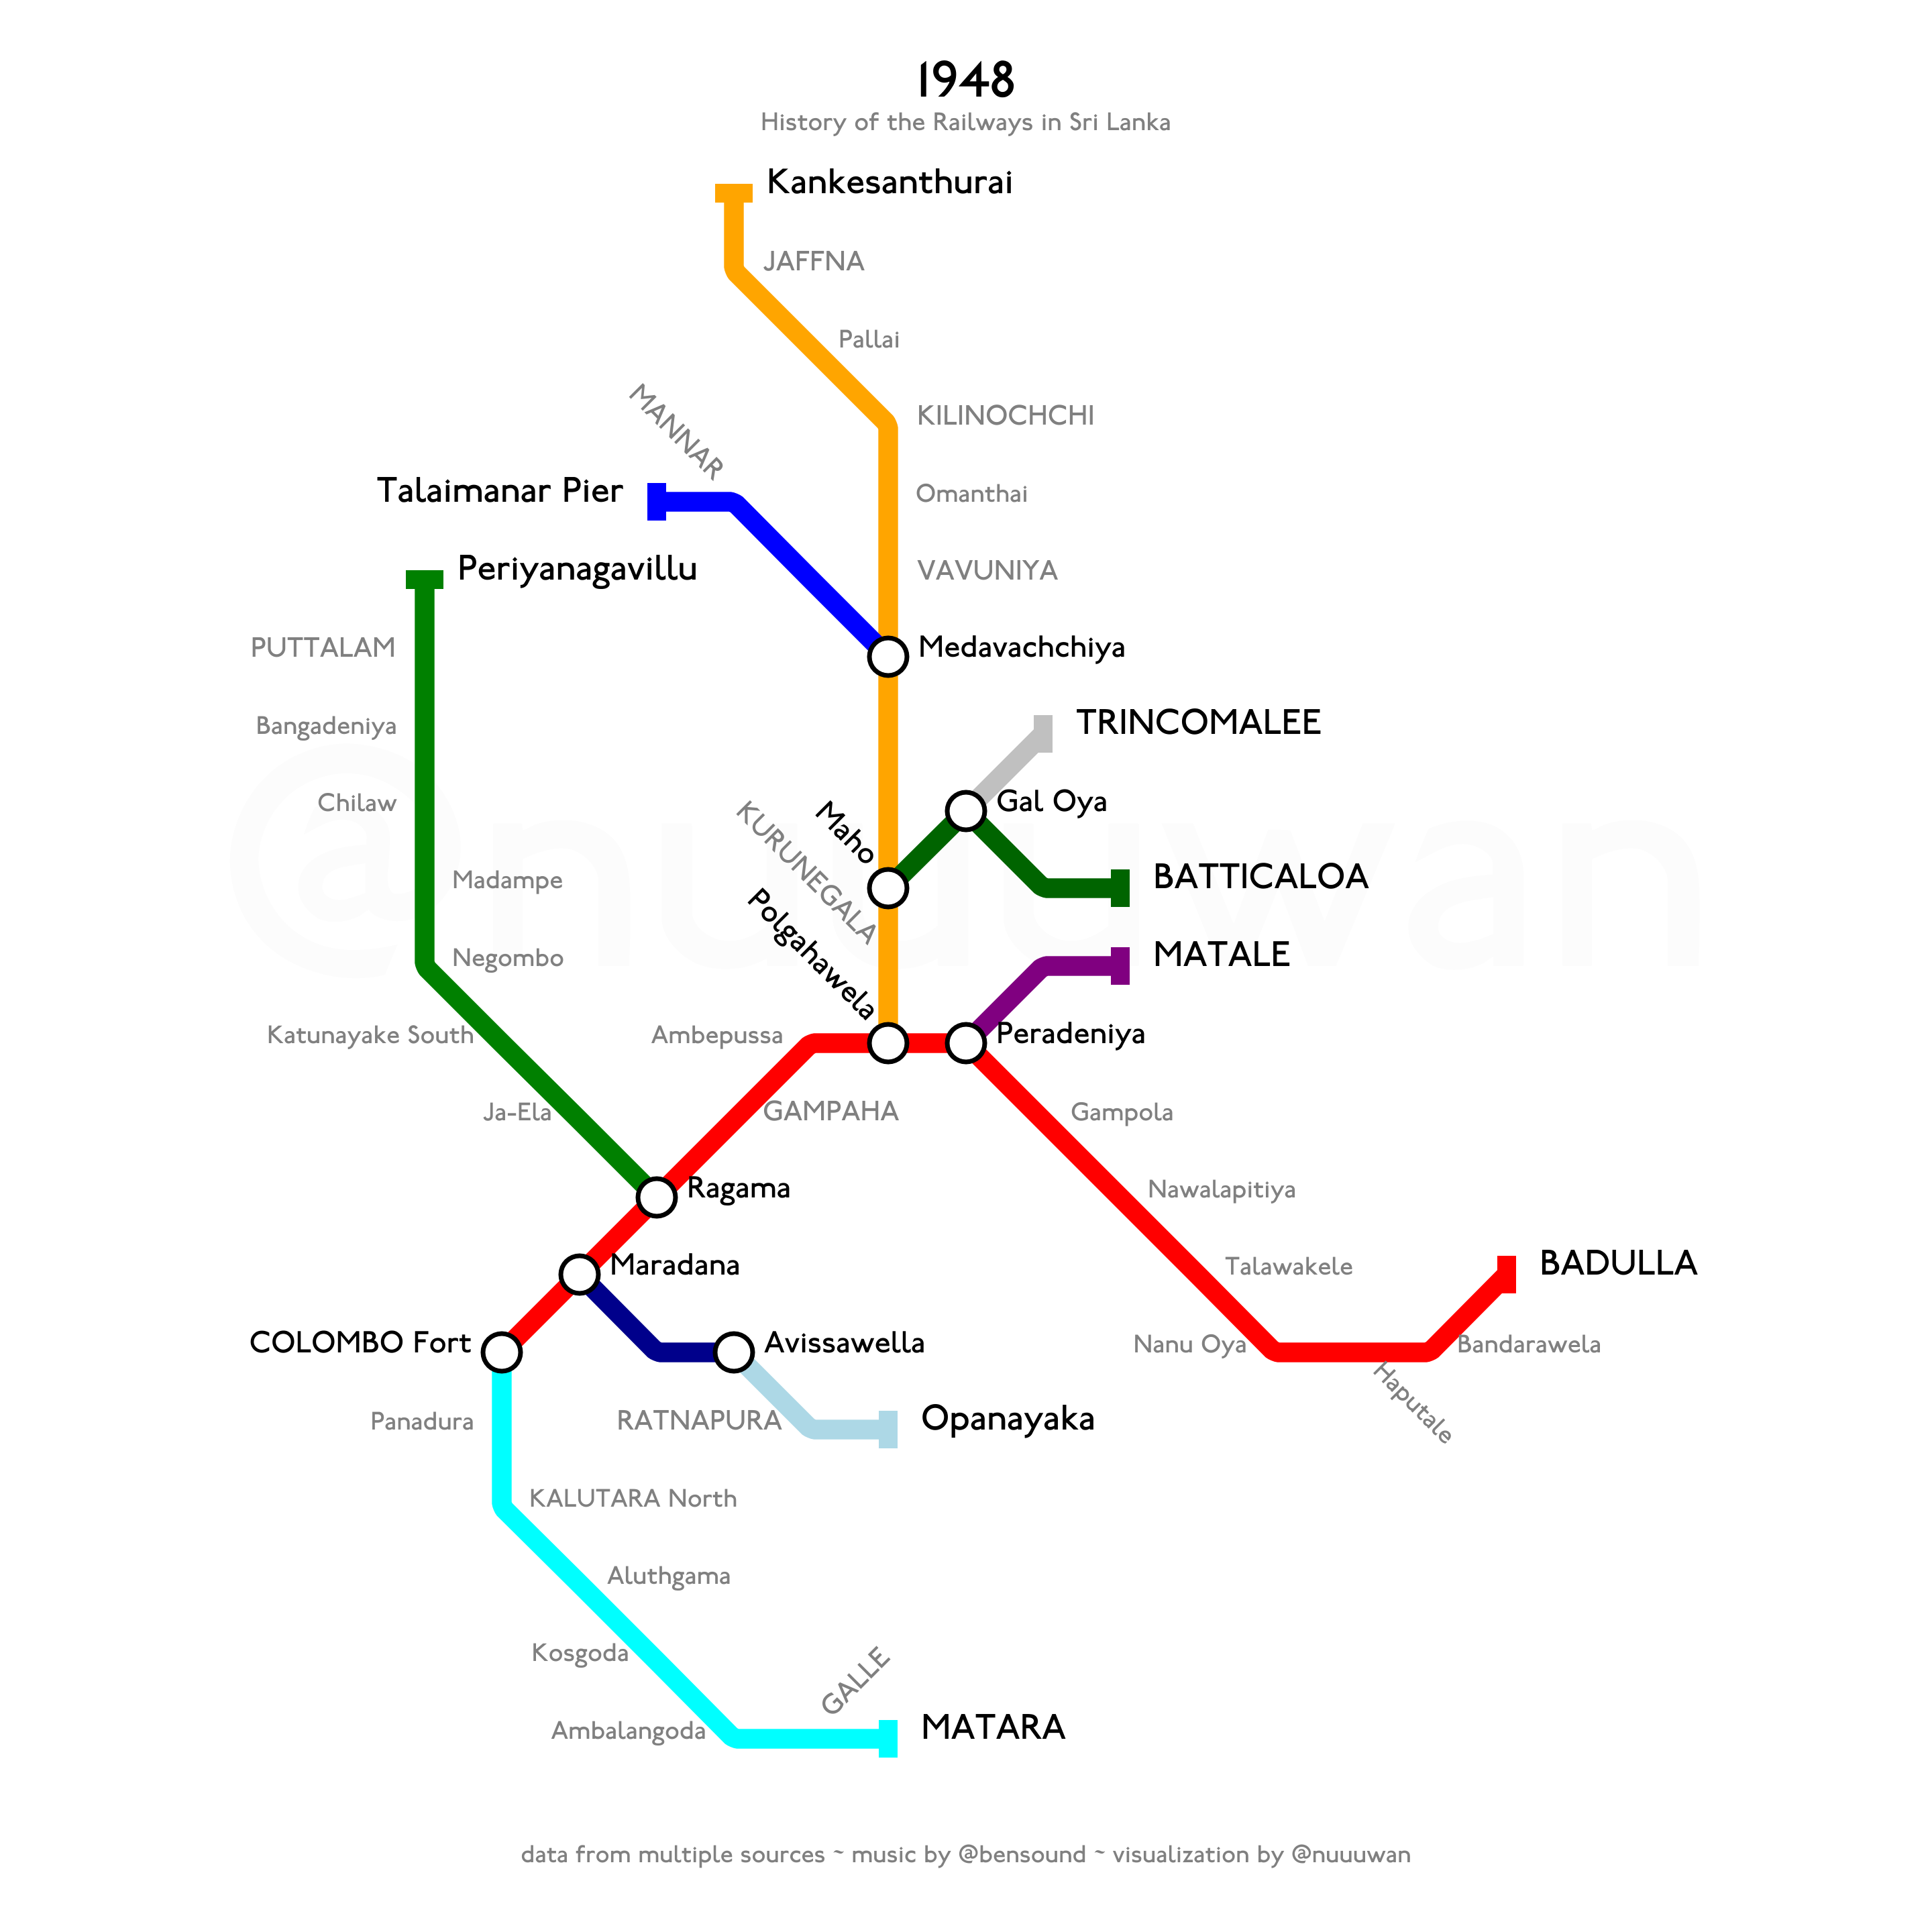 1948
History of the Railways in Sri Lanka
Kankesanthurai
JAFFNA
Pallai
MANNAR
KILINOCHCHI
Talaimanar Pier
Omanthai
Periyanagavillu
VAVUNIYA
PUTTALAM
Medavachchiya
Bangadeniya
TRINCOMALEE
Chilaw
Maho
Gal Oya
KURUNEGALA
Madampe
BATTICALOA
@nuuuwan
Polgahawela
Negombo
MATALE
Katunayake South
Ambepussa
Peradeniya
Ja-Ela
GAMPAHA
Gampola
Ragama
Nawalapitiya
Maradana
Talawakele
BADULLA
COLOMBO Fort
Avissawella
Nanu Oya
Bandarawela
Haputale
Panadura
RATNAPURA
Opanayaka
KALUTARA North
Aluthgama
Kosgoda
GALLE
Ambalangoda
MATARA
data from multiple sources ~ music by @bensound ~ visualization by @nuuuwan